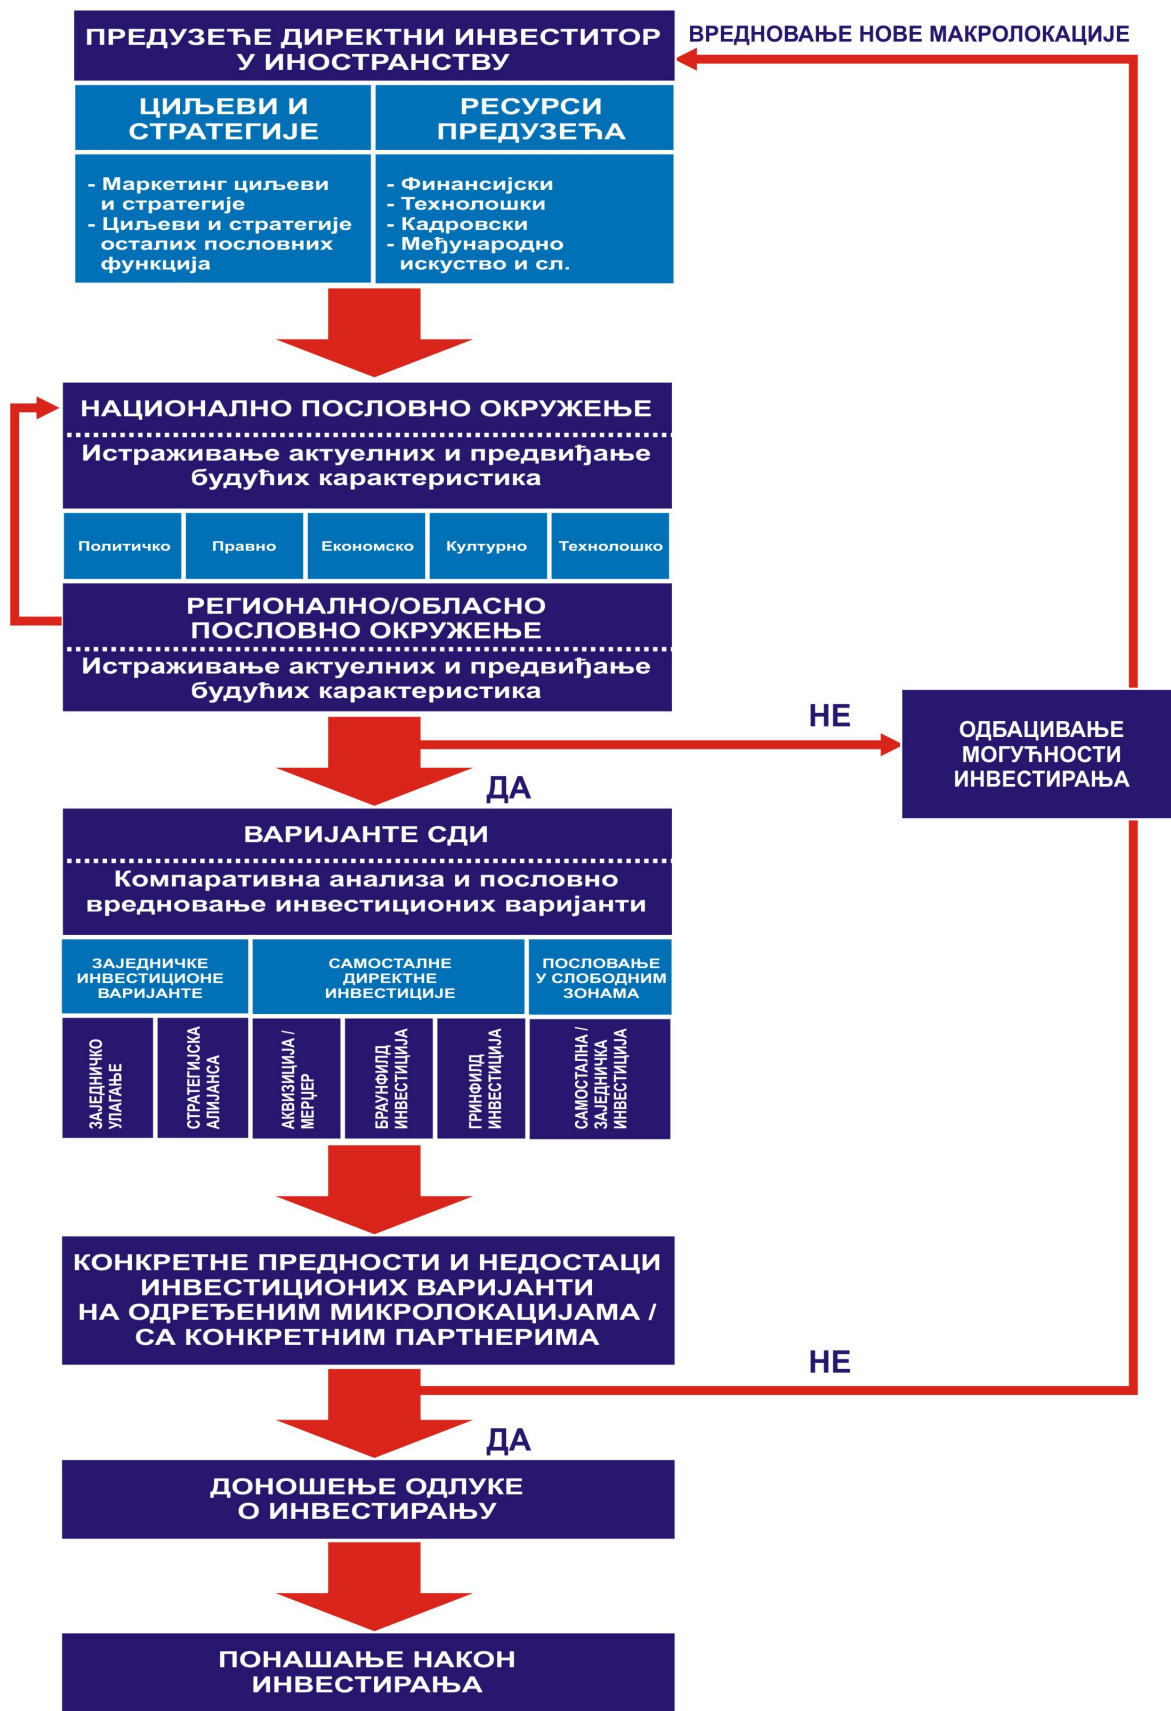 ПРЕДУЗЕЋЕ ДИРЕКТНИ ИНВЕСТИТОР
У ИНОСТРАНСТВУ
ВРЕДНОВАЊЕ НОВЕ МАКРОЛОКАЦИЈЕ
ЦИЉЕВИ И
СТРАТЕГИЈЕ
РЕСУРСИ
ПРЕДУЗЕЋА
- Маркетинг циљеви
и стратегије
- Циљеви и стратегије
осталих пословних
функција
- Финансијски
- Технолошки
- Кадровски
- Међународно
искуство и сл.
НАЦИОНАЛНО ПОСЛОВНО ОКРУЖЕЊЕ
Истраживање актуелних и предвиђање
будућих карактеристика
Политичко
Правно
Економско
Културно
Технолошко
РЕГИОНАЛНО/ОБЛАСНО
ПОСЛОВНО ОКРУЖЕЊЕ
Истраживање актуелних и предвиђање
будућих карактеристика
НЕ
ОДБАЦИВАЊЕ
МОГУЋНОСТИ
ИНВЕСТИРАЊА
ДА
ВАРИЈАНТЕ СДИ
Компаративна анализа и пословно
вредновање инвестиционих варијанти
ЗАЈЕДНИЧКЕ
ИНВЕСТИЦИОНЕ
ВАРИЈАНТЕ
САМОСТАЛНЕ
ДИРЕКТНЕ
ИНВЕСТИЦИЈЕ
ПОСЛОВАЊЕ
У СЛОБОДНИМ
ЗОНАМА
ЗАЈЕДНИЧКО
УЛАГАЊЕ
СТРАТЕГИЈСКА
АЛИЈАНСА
АКВИЗИЦИЈА /
МЕРЏЕР
БРАУНФИЛД
ИНВЕСТИЦИЈА
ГРИНФИЛД
ИНВЕСТИЦИЈА
САМОСТАЛНА /
ЗАЈЕДНИЧКА
ИНВЕСТИЦИЈА
КОНКРЕТНЕ ПРЕДНОСТИ И НЕДОСТАЦИ
ИНВЕСТИЦИОНИХ ВАРИЈАНТИ
НА ОДРЕЂЕНИМ МИКРОЛОКАЦИЈАМА /
СА КОНКРЕТНИМ ПАРТНЕРИМА
НЕ
ДА
ДОНОШЕЊЕ ОДЛУКЕ
О ИНВЕСТИРАЊУ
ПОНАШАЊЕ НАКОН
ИНВЕСТИРАЊА